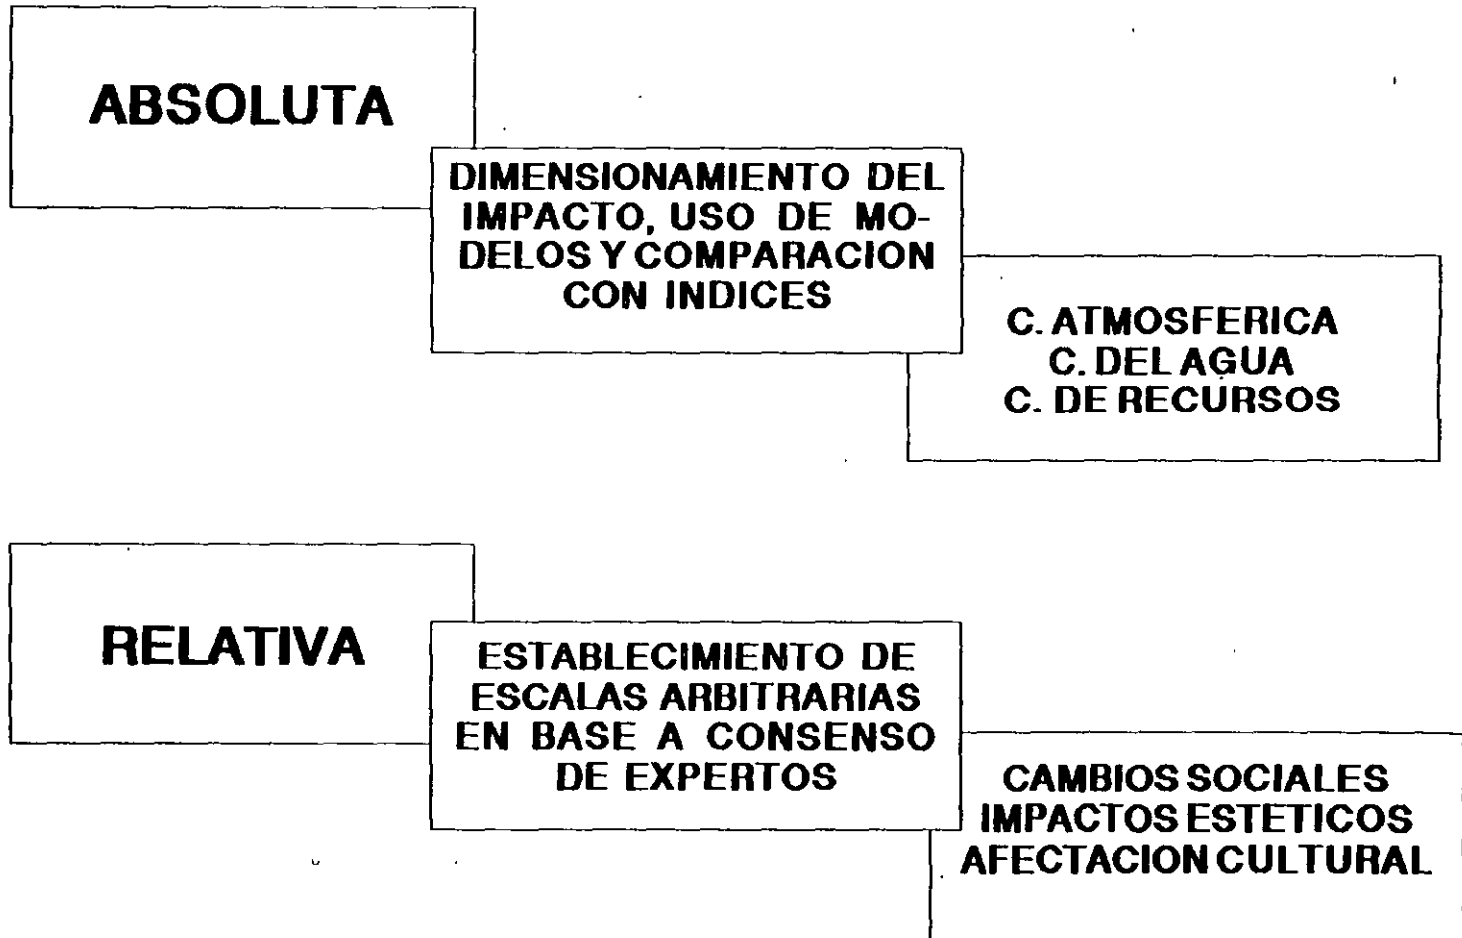 ABSOLUTA
DIMENSIONAMIENTO DEL
IMPACTO, USO DE MO-
DELOS Y COMPARACION
CON INDICES
C. ATMOSFERICA
C. DEL AGUA
C. DE RECURSOS
RELATIVA
ESTABLECIMIENTO DE
ESCALAS ARBITRARIAS
EN BASE A CONSENSO
DE EXPERTOS
CAMBIOS SOCIALES
IMPACTOS ESTETICOS
AFECTACION CULTURAL